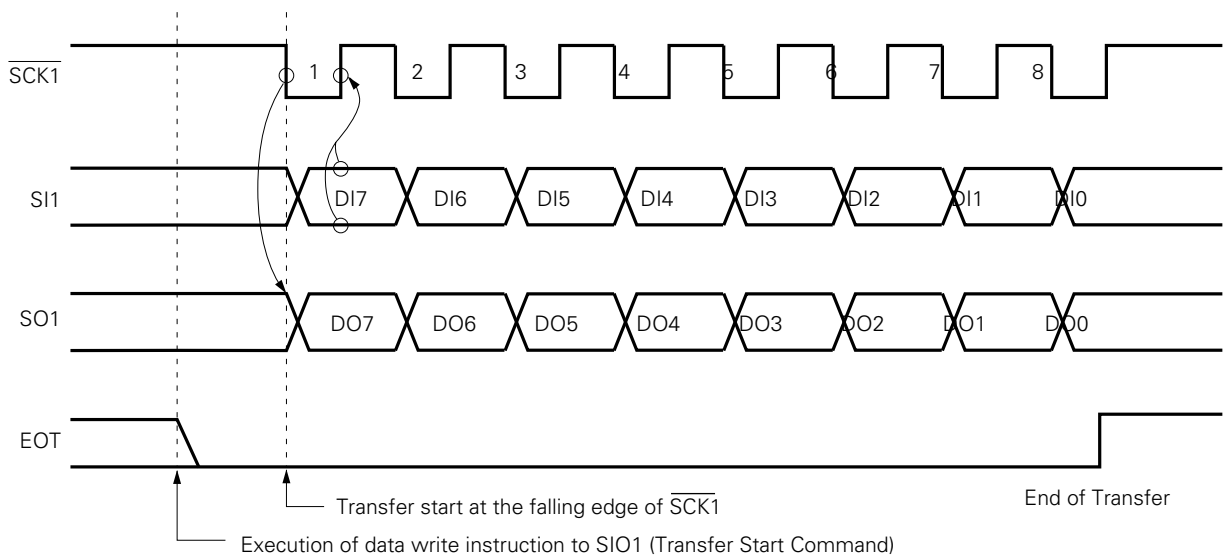 SCK1 1 2 3 4 5 6 7 8
SI1 DI7 DI6 DI5 DI4 DI3 DI2 DI1 DI0
SO1 DO7 DO6 DO5 DO4 DO3 DO2 DO1 DO0
EOT
End of Transfer
Transfer start at the falling edge of SCK1
Execution of data write instruction to SIO1 (Transfer Start Command)